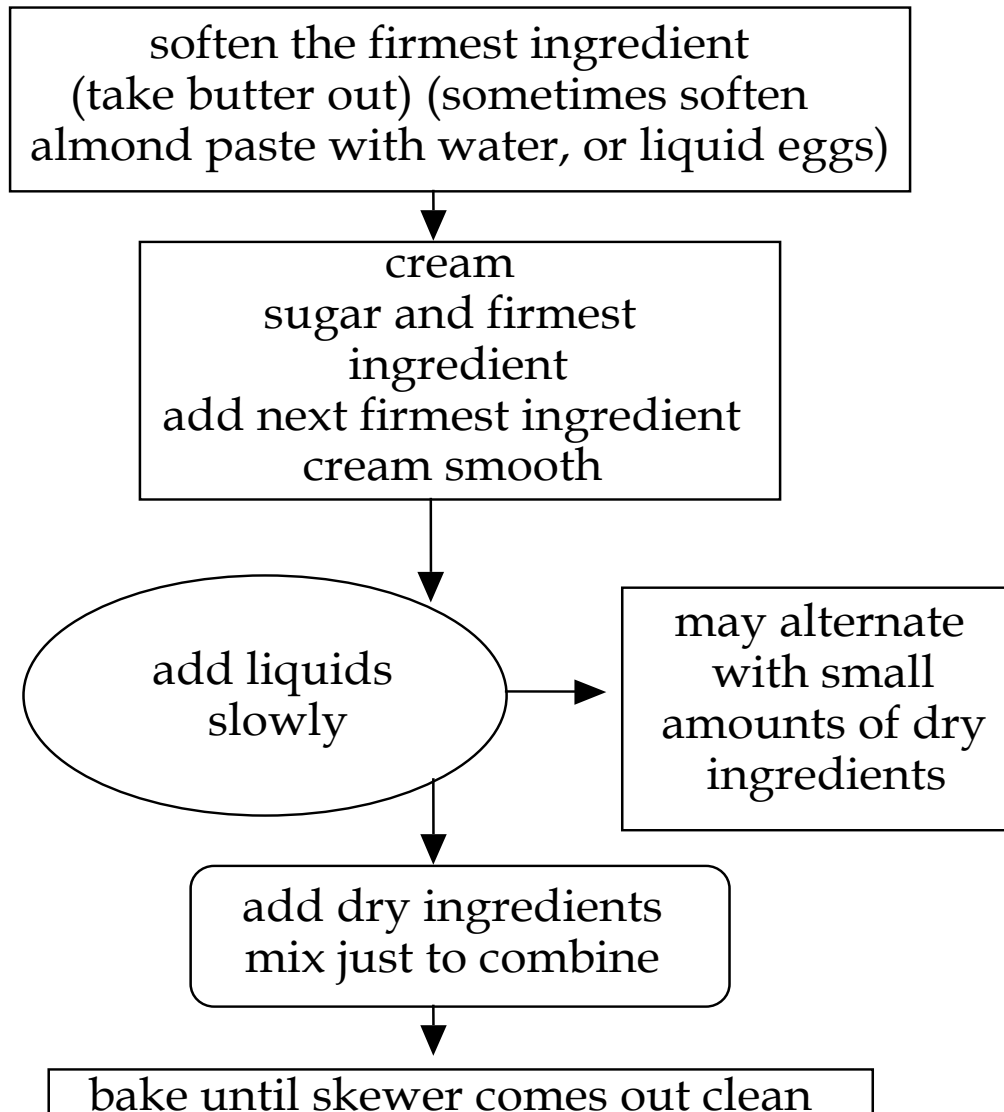 soften the firmest ingredient
(take butter out) (sometimes soften
almond paste with water, or liquid eggs)
cream
sugar and firmest
ingredient
add next firmest ingredient
cream smooth
add liquids
slowly
may alternate
with small
amounts of dry
ingredients
add dry ingredients
mix just to combine
bake until skewer comes out clean